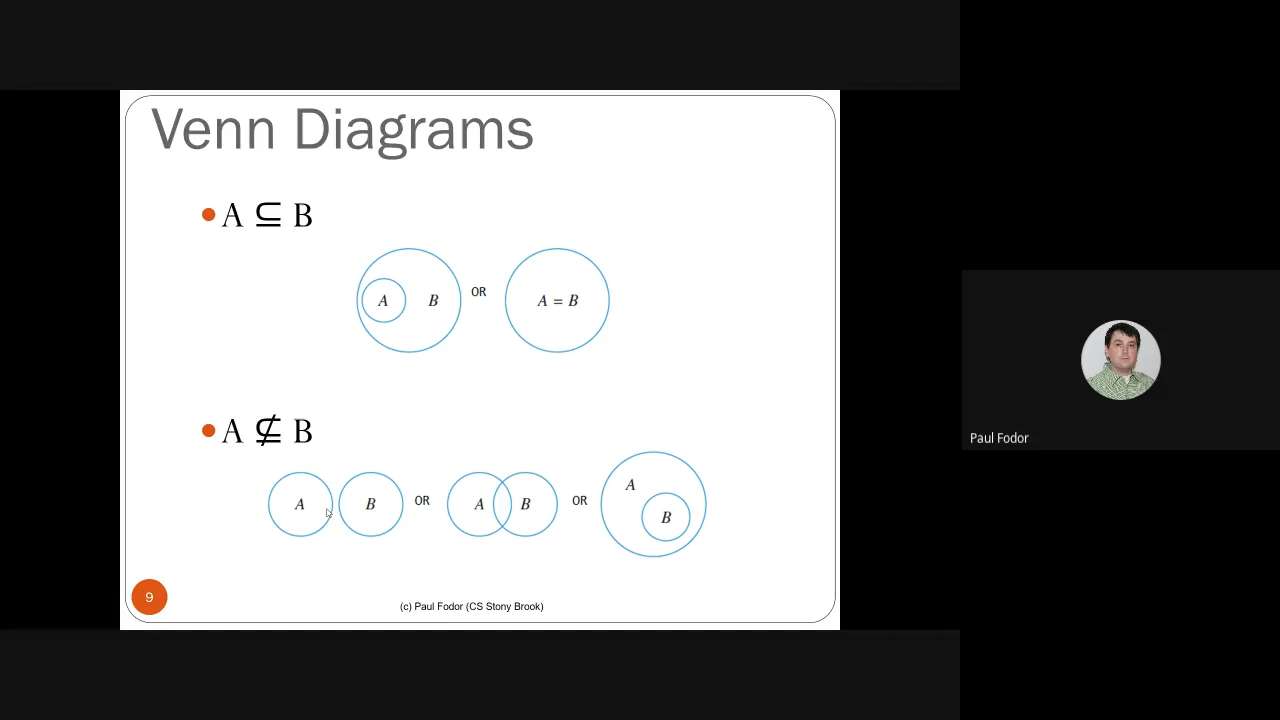 Venn Diagrams
A ⊆ B
A B OR A = B
A ⊈ B
A B OR A B OR A B
9
(c) Paul Fodor (CS Stony Brook)
Paul Fodor